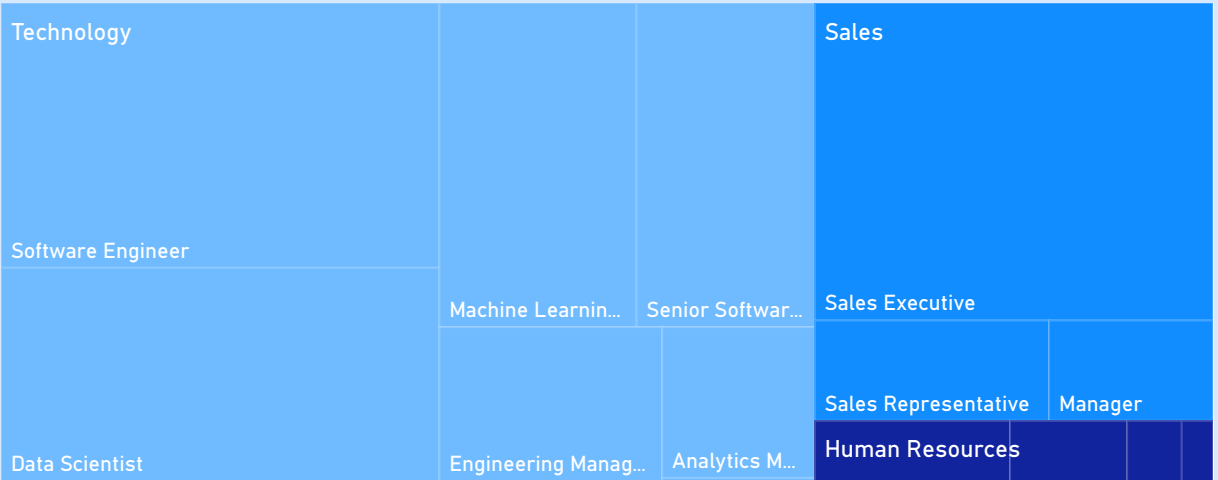 Technology
Software Engineer
Data Scientist
Machine Learnin...
Senior Softwar...
Engineering Manag...
Analytics M...
Sales
Sales Executive
Sales Representative
Manager
Human Resources